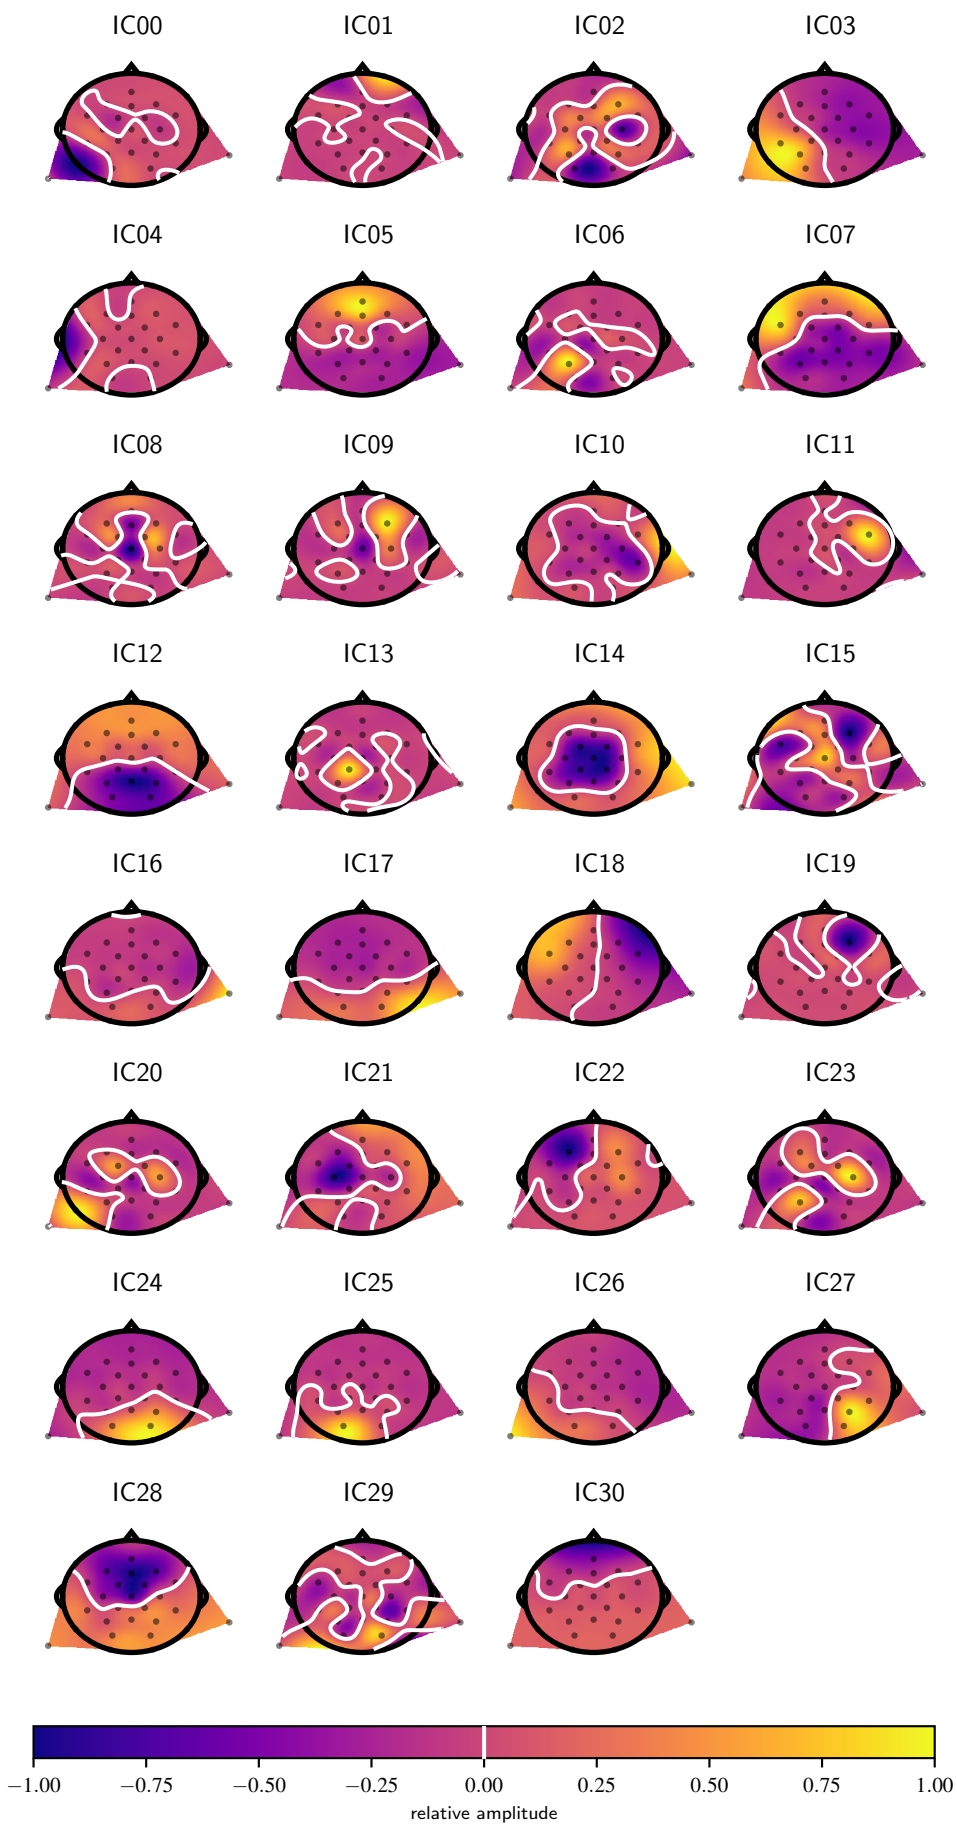 IC00 IC01 IC02 IC03
IC04 IC05 IC06 IC07
IC08 IC09 IC10 IC11
IC12 IC13 IC14 IC15
IC16 IC17 IC18 IC19
IC20 IC21 IC22 IC23
IC24 IC25 IC26 IC27
IC28 IC29 IC30
−1.00 −0.75 −0.50 −0.25 0.00 0.25 0.50 0.75 1.00
relative amplitude